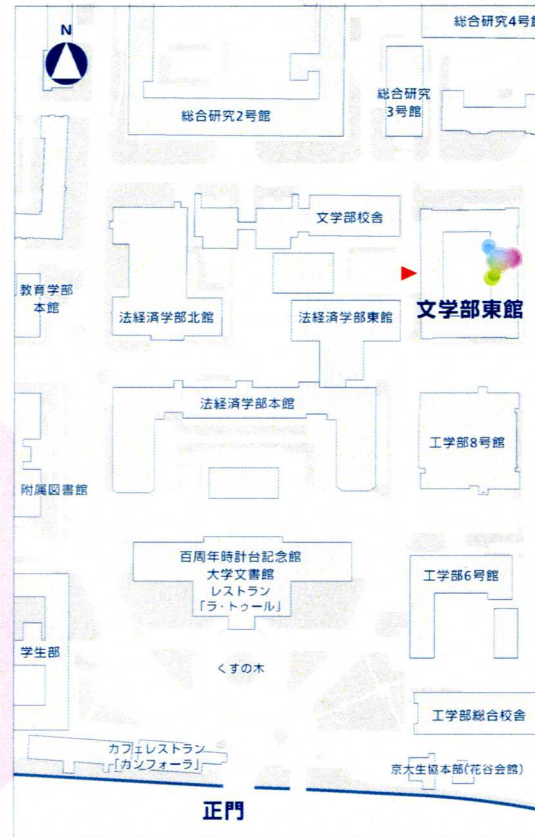 N
総合研究4号館
総合研究2号館
総合研究
3号館
文学部校舎
教育学部
本館
法経済学部北館
法経済学部東館
文学部東館
法経済学部本館
工学部8号館
附属図書館
百周年時計台記念館
大学文書館
レストラン
「ラ・トゥール」
工学部6号館
学生部
くすの木
工学部総合校舎
カフェレストラン
「カンフォーラ」
京大生協本部(花谷会館)
正門